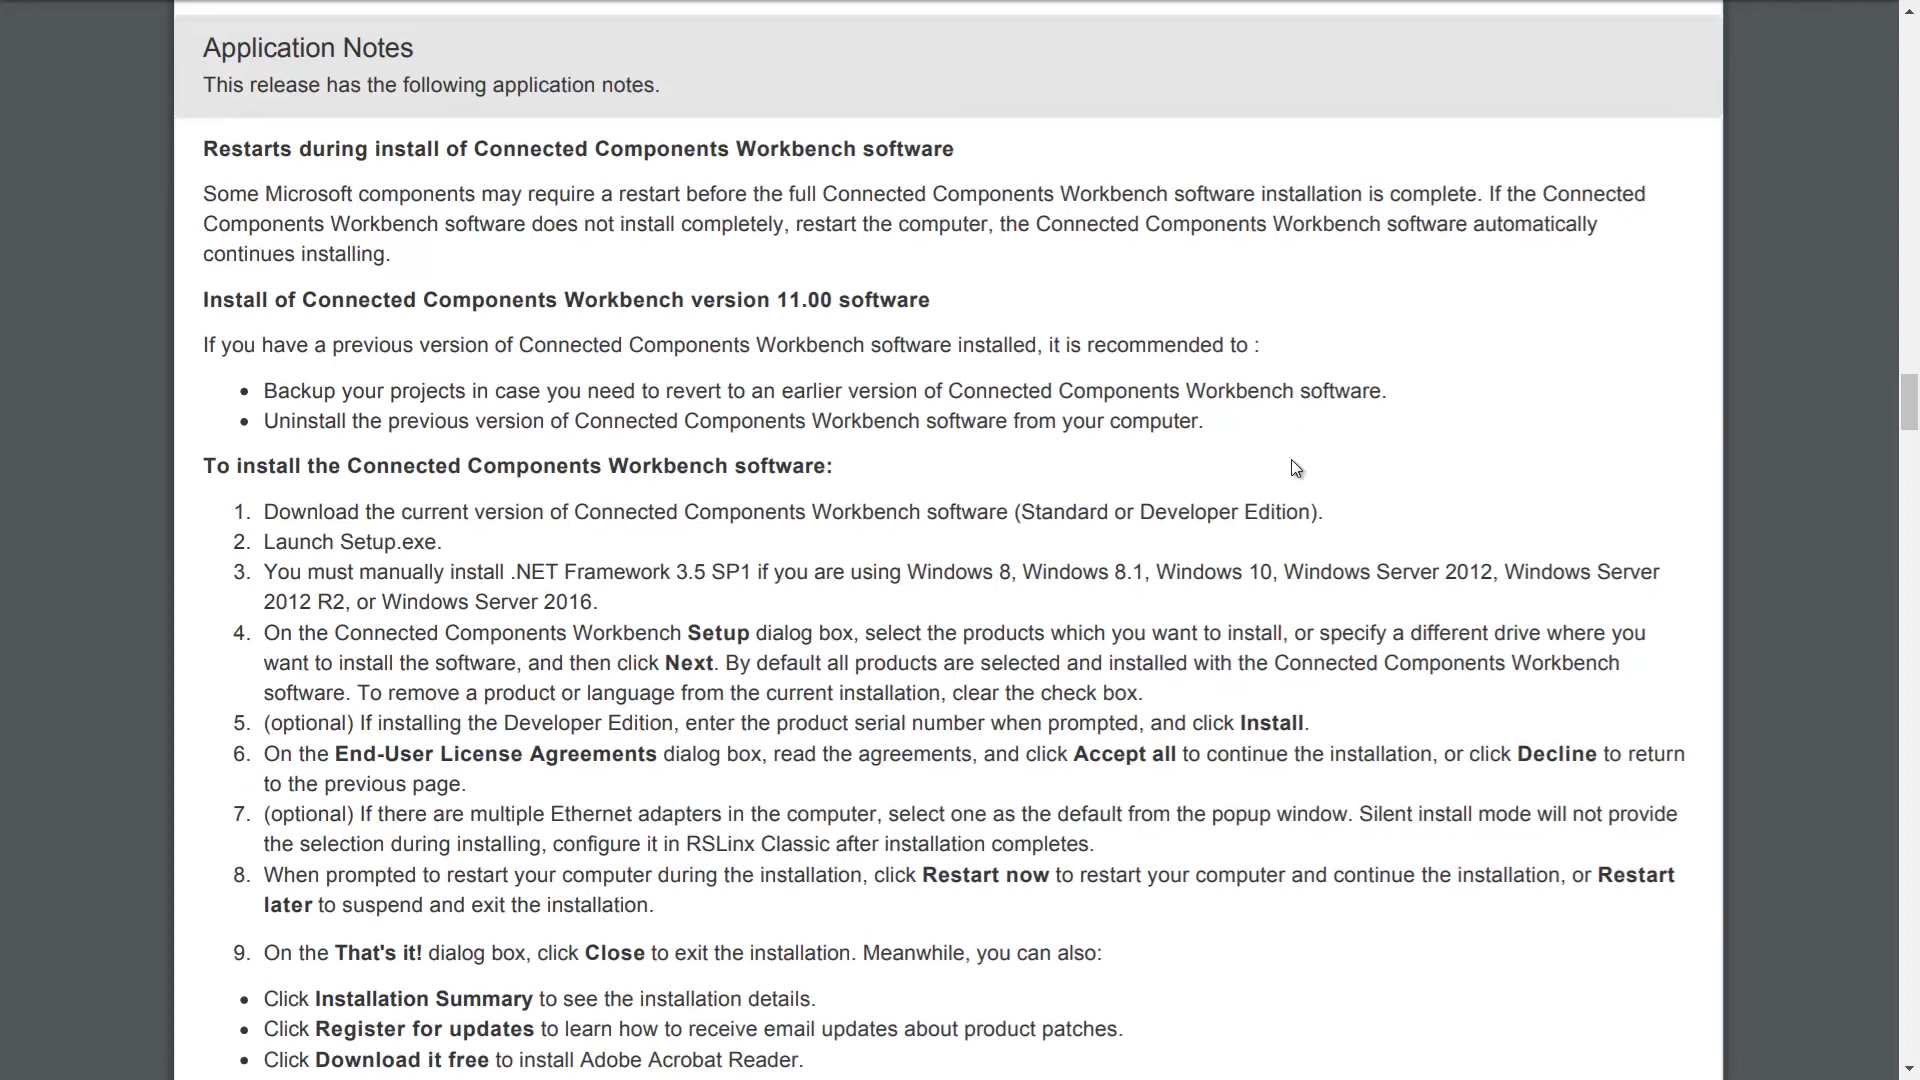 Application Notes
This release has the following application notes.
Restarts during install of Connected Components Workbench software
Some Microsoft components may require a restart before the full Connected Components Workbench software installation is complete. If the Connected
Components Workbench software does not install completely, restart the computer, the Connected Components Workbench software automatically
continues installing.
Install of Connected Components Workbench version 11.00 software
If you have a previous version of Connected Components Workbench software installed, it is recommended to :
• Backup your projects in case you need to revert to an earlier version of Connected Components Workbench software.
• Uninstall the previous version of Connected Components Workbench software from your computer.
To install the Connected Components Workbench software:
1. Download the current version of Connected Components Workbench software (Standard or Developer Edition).
2. Launch Setup.exe.
3. You must manually install .NET Framework 3.5 SP1 if you are using Windows 8, Windows 8.1, Windows 10, Windows Server 2012, Windows Server
2012 R2, or Windows Server 2016.
4. On the Connected Components Workbench Setup dialog box, select the products which you want to install, or specify a different drive where you
want to install the software, and then click Next. By default all products are selected and installed with the Connected Components Workbench
software. To remove a product or language from the current installation, clear the check box.
5. (optional) If installing the Developer Edition, enter the product serial number when prompted, and click Install.
6. On the End-User License Agreements dialog box, read the agreements, and click Accept all to continue the installation, or click Decline to return
to the previous page.
7. (optional) If there are multiple Ethernet adapters in the computer, select one as the default from the popup window. Silent install mode will not provide
the selection during installing, configure it in RSLinx Classic after installation completes.
8. When prompted to restart your computer during the installation, click Restart now to restart your computer and continue the installation, or Restart
later to suspend and exit the installation.
9. On the That's it! dialog box, click Close to exit the installation. Meanwhile, you can also:
• Click Installation Summary to see the installation details.
• Click Register for updates to learn how to receive email updates about product patches.
• Click Download it free to install Adobe Acrobat Reader.